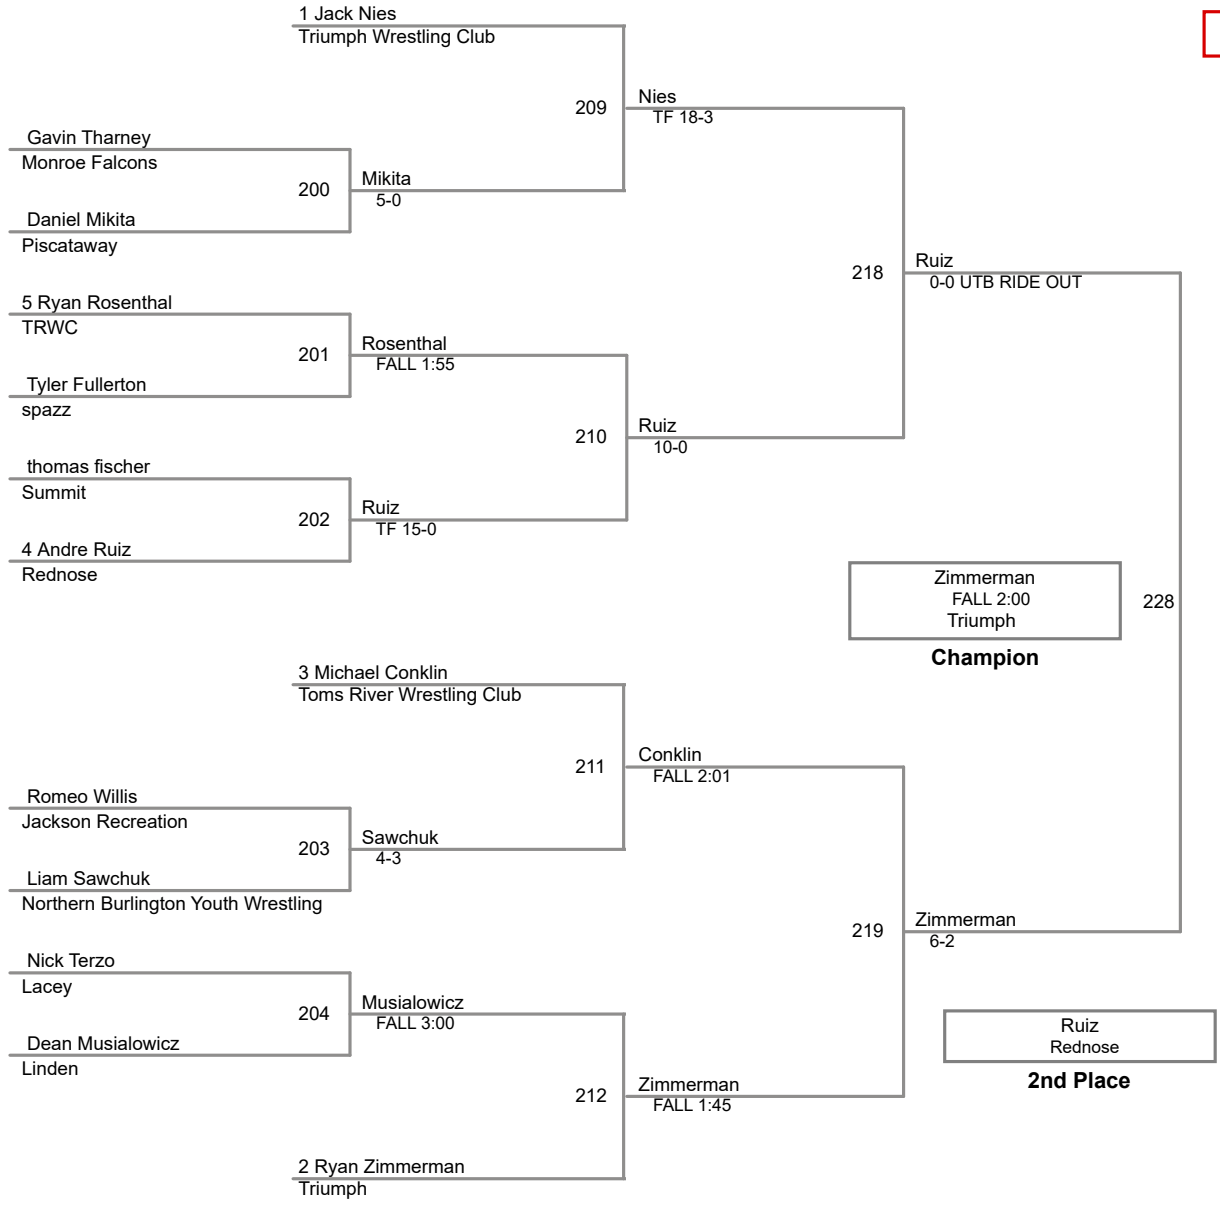 1 Jack Nies
Triumph Wrestling Club
209
Nies
TF 18-3
Gavin Tharney
Monroe Falcons
200
Mikita
5-0
Daniel Mikita
Piscataway
218
Ruiz
0-0 UTB RIDE OUT
5 Ryan Rosenthal
TRWC
201
Rosenthal
FALL 1:55
Tyler Fullerton
spazz
210
Ruiz
10-0
thomas fischer
Summit
202
Ruiz
TF 15-0
4 Andre Ruiz
Rednose
Zimmerman
FALL 2:00
Triumph
228
Champion
3 Michael Conklin
Toms River Wrestling Club
211
Conklin
FALL 2:01
Romeo Willis
Jackson Recreation
203
Sawchuk
4-3
Liam Sawchuk
Northern Burlington Youth Wrestling
219
Zimmerman
6-2
Nick Terzo
Lacey
204
Musialowicz
FALL 3:00
Dean Musialowicz
Linden
Ruiz
Rednose
2nd Place
212
Zimmerman
FALL 1:45
2 Ryan Zimmerman
Triumph